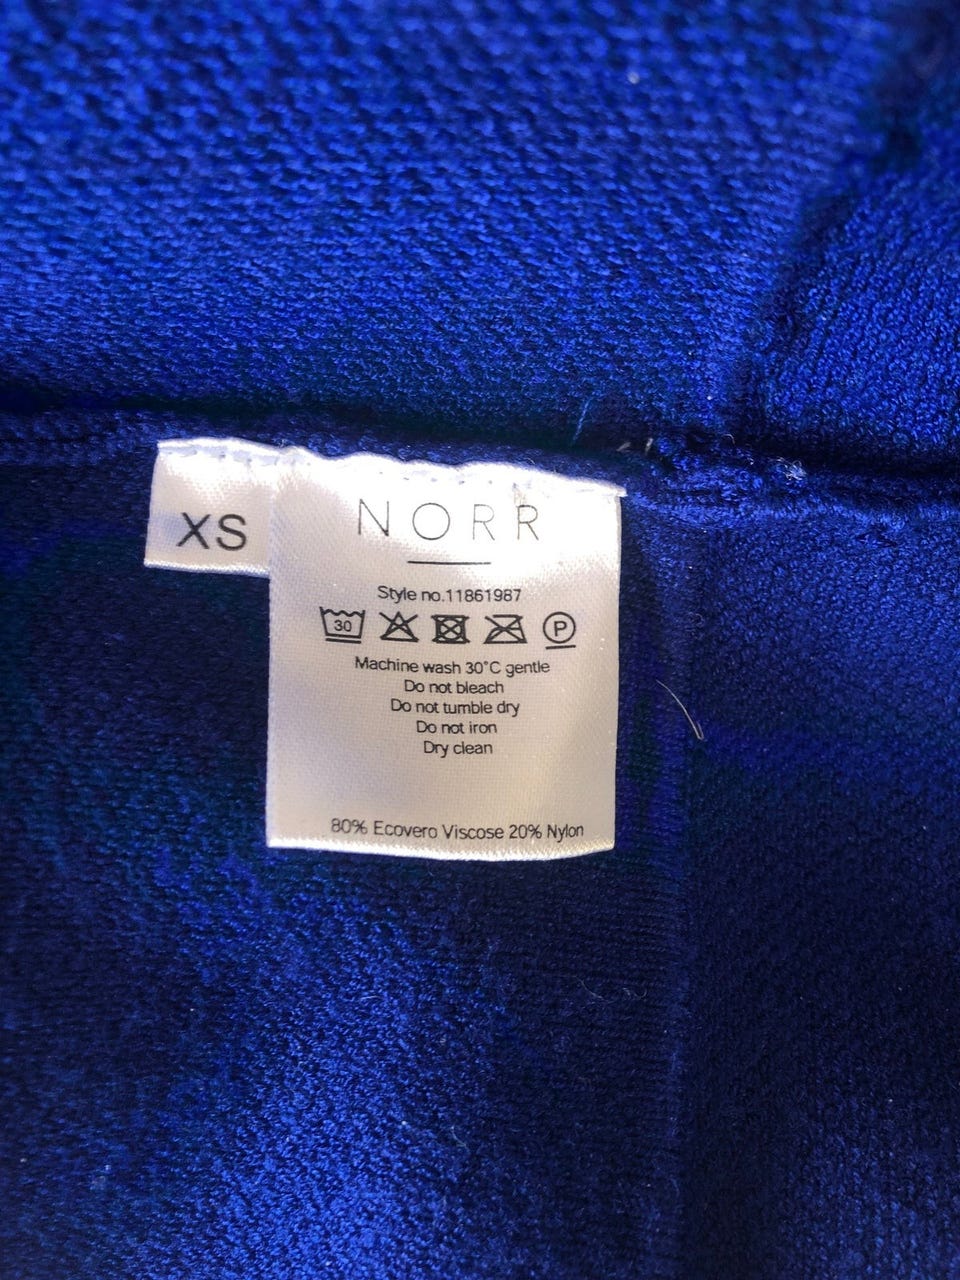 XS
NORR
Style no.11861987
30 P
Machine wash 30°C gentle
Do not bleach
Do not tumble dry
Do not iron
Dry clean
80% Ecovero Viscose 20% Nylon